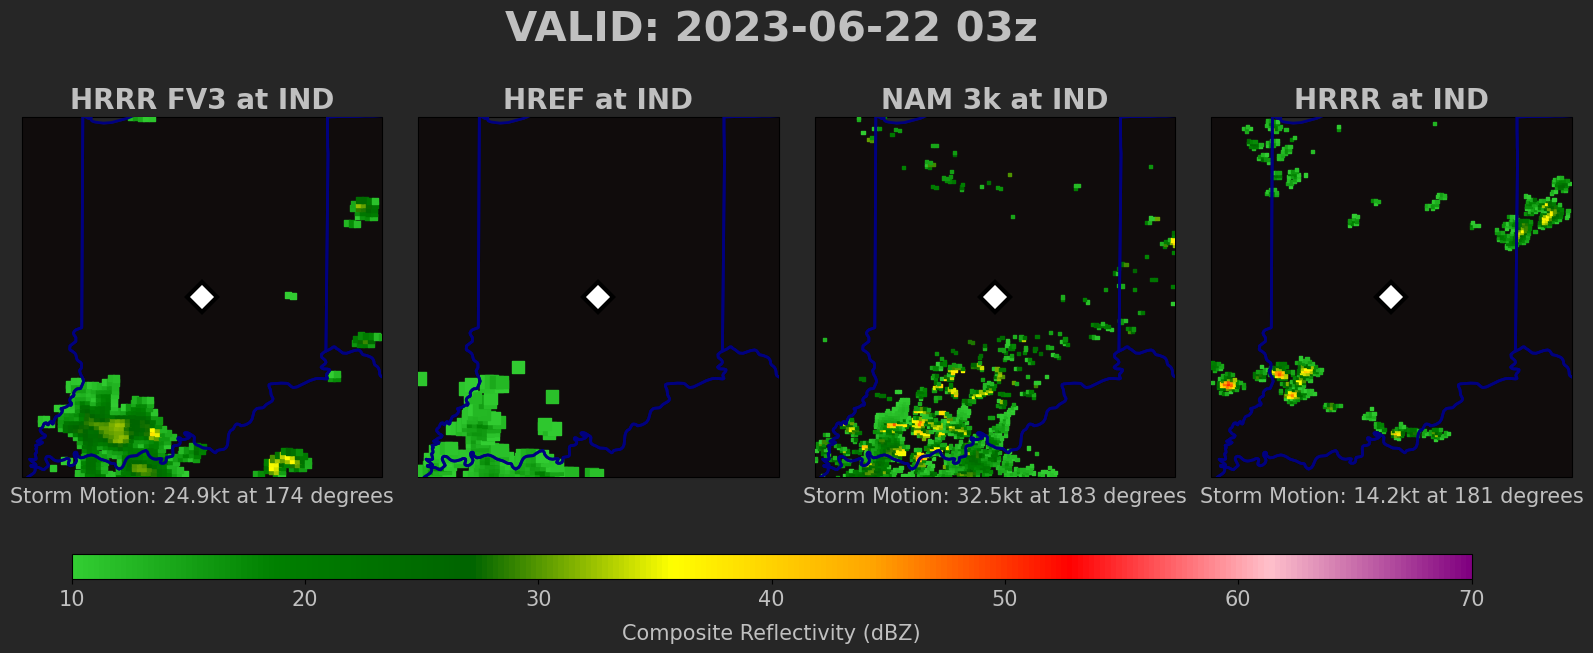 VALID: 2023-06-22 03z
HRRR FV3 at IND
HREF at IND
NAM 3k at IND
HRRR at IND
Storm Motion: 24.9kt at 174 degrees
Storm Motion: 32.5kt at 183 degrees
Storm Motion: 14.2kt at 181 degrees
10 20 30 40 50 60 70
Composite Reflectivity (dBZ)